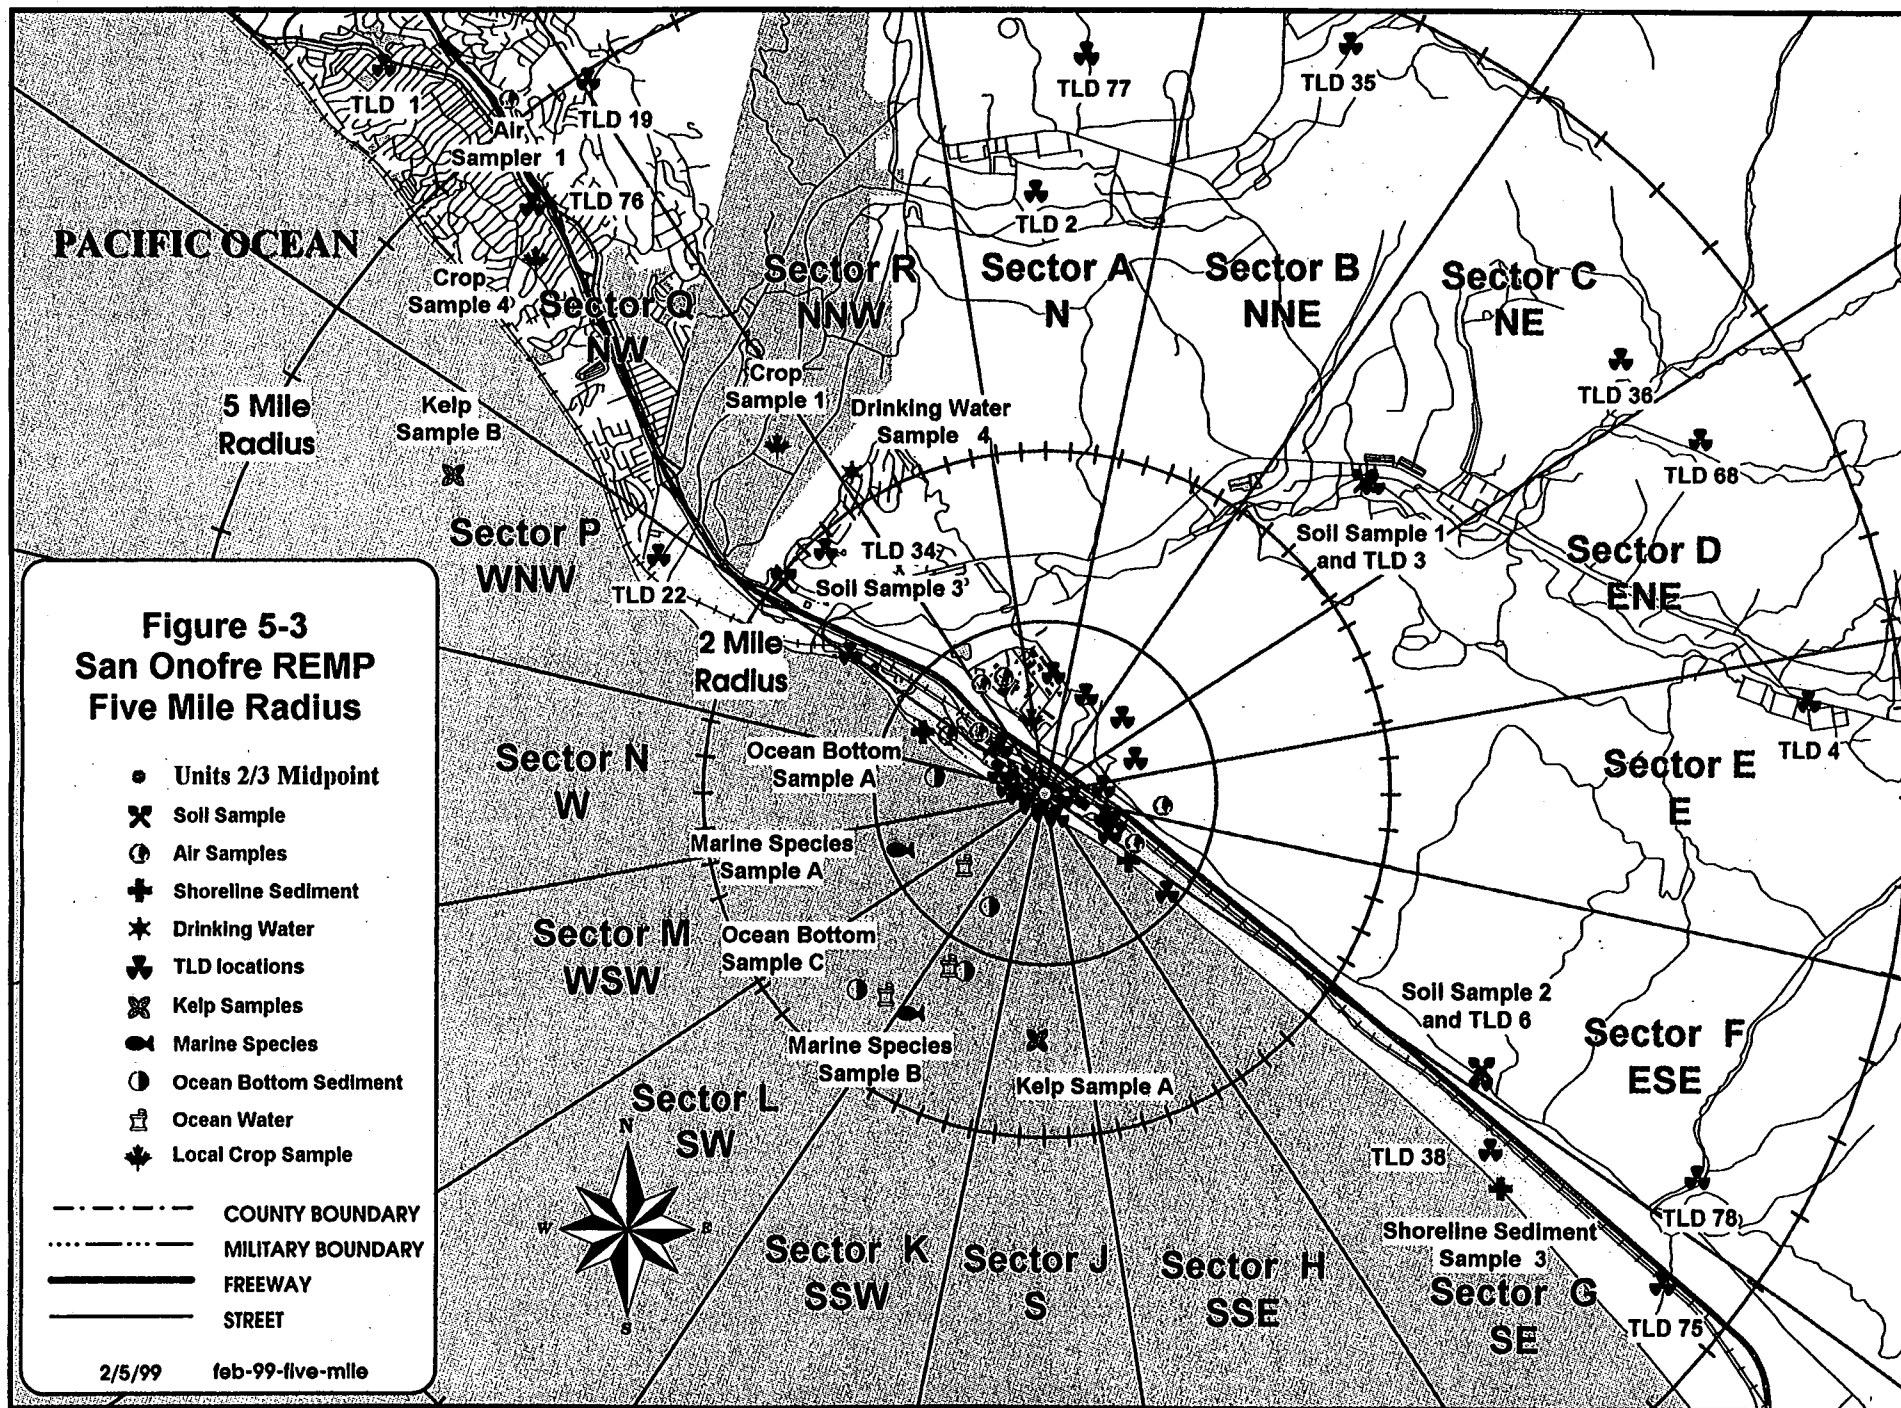 TLD 1
Air
Sampler 1
TLD 19
TLD 76
TLD 77
TLD 35
TLD 2
PACIFIC OCEAN
Crop
Sample 4
Sector Q
NW
Sector R
NNW
Sector A
N
Sector B
NNE
Sector C
NE
5 Mile
Radius
Kelp
Sample B
Crop
Sample 1
Drinking Water
Sample 4
TLD 36
TLD 68
Sector P
WNW
TLD 22
TLD 34
Soil Sample 3
Soil Sample 1
and TLD 3
Sector D
ENE
2 Mile
Radius
Sector N
W
Ocean Bottom
Sample A
TLD 4
Sector E
E
Marine Species
Sample A
Sector M
WSW
Ocean Bottom
Sample C
Soil Sample 2
and TLD 6
Sector F
ESE
Marine Species
Sample B
Kelp Sample A
Sector L
SW
TLD 38
Shoreline Sediment
Sample 3
TLD 78
TLD 75
Sector K
SSW
Sector J
S
Sector H
SSE
Sector G
SE
N
W
E
S
Figure 5-3
San Onofre REMP
Five Mile Radius
Units 2/3 Midpoint
Soil Sample
Air Samples
Shoreline Sediment
Drinking Water
TLD locations
Kelp Samples
Marine Species
Ocean Bottom Sediment
Ocean Water
Local Crop Sample
COUNTY BOUNDARY
MILITARY BOUNDARY
FREEWAY
STREET
2/5/99 feb-99-five-mile